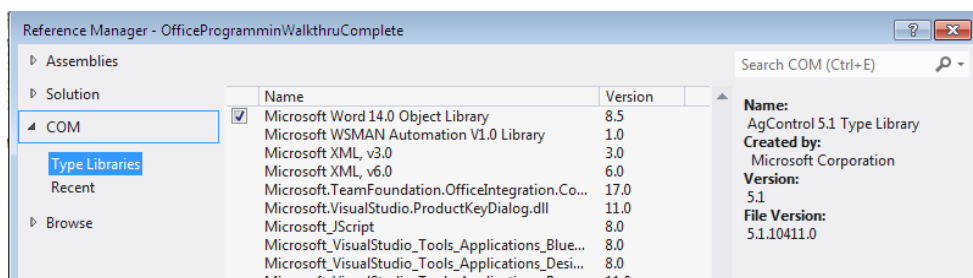 Reference Manager - OfficeProgramminWalkthruComplete
Assemblies
Solution
COM
Type Libraries
Recent
Browse
Name Version
Microsoft Word 14.0 Object Library 8.5
Microsoft WSMAN Automation V1.0 Library 1.0
Microsoft XML, v3.0 3.0
Microsoft XML, v6.0 6.0
Microsoft.TeamFoundation.OfficeIntegration.Co... 17.0
Microsoft.VisualStudio.ProductKeyDialog.dll 11.0
Microsoft_JScript 8.0
Microsoft_VisualStudio_Tools_Applications_Blue... 8.0
Microsoft_VisualStudio_Tools_Applications_Desi... 8.0
Search COM (Ctrl+E)
Name:
AgControl 5.1 Type Library
Created by:
Microsoft Corporation
Version:
5.1
File Version:
5.1.10411.0